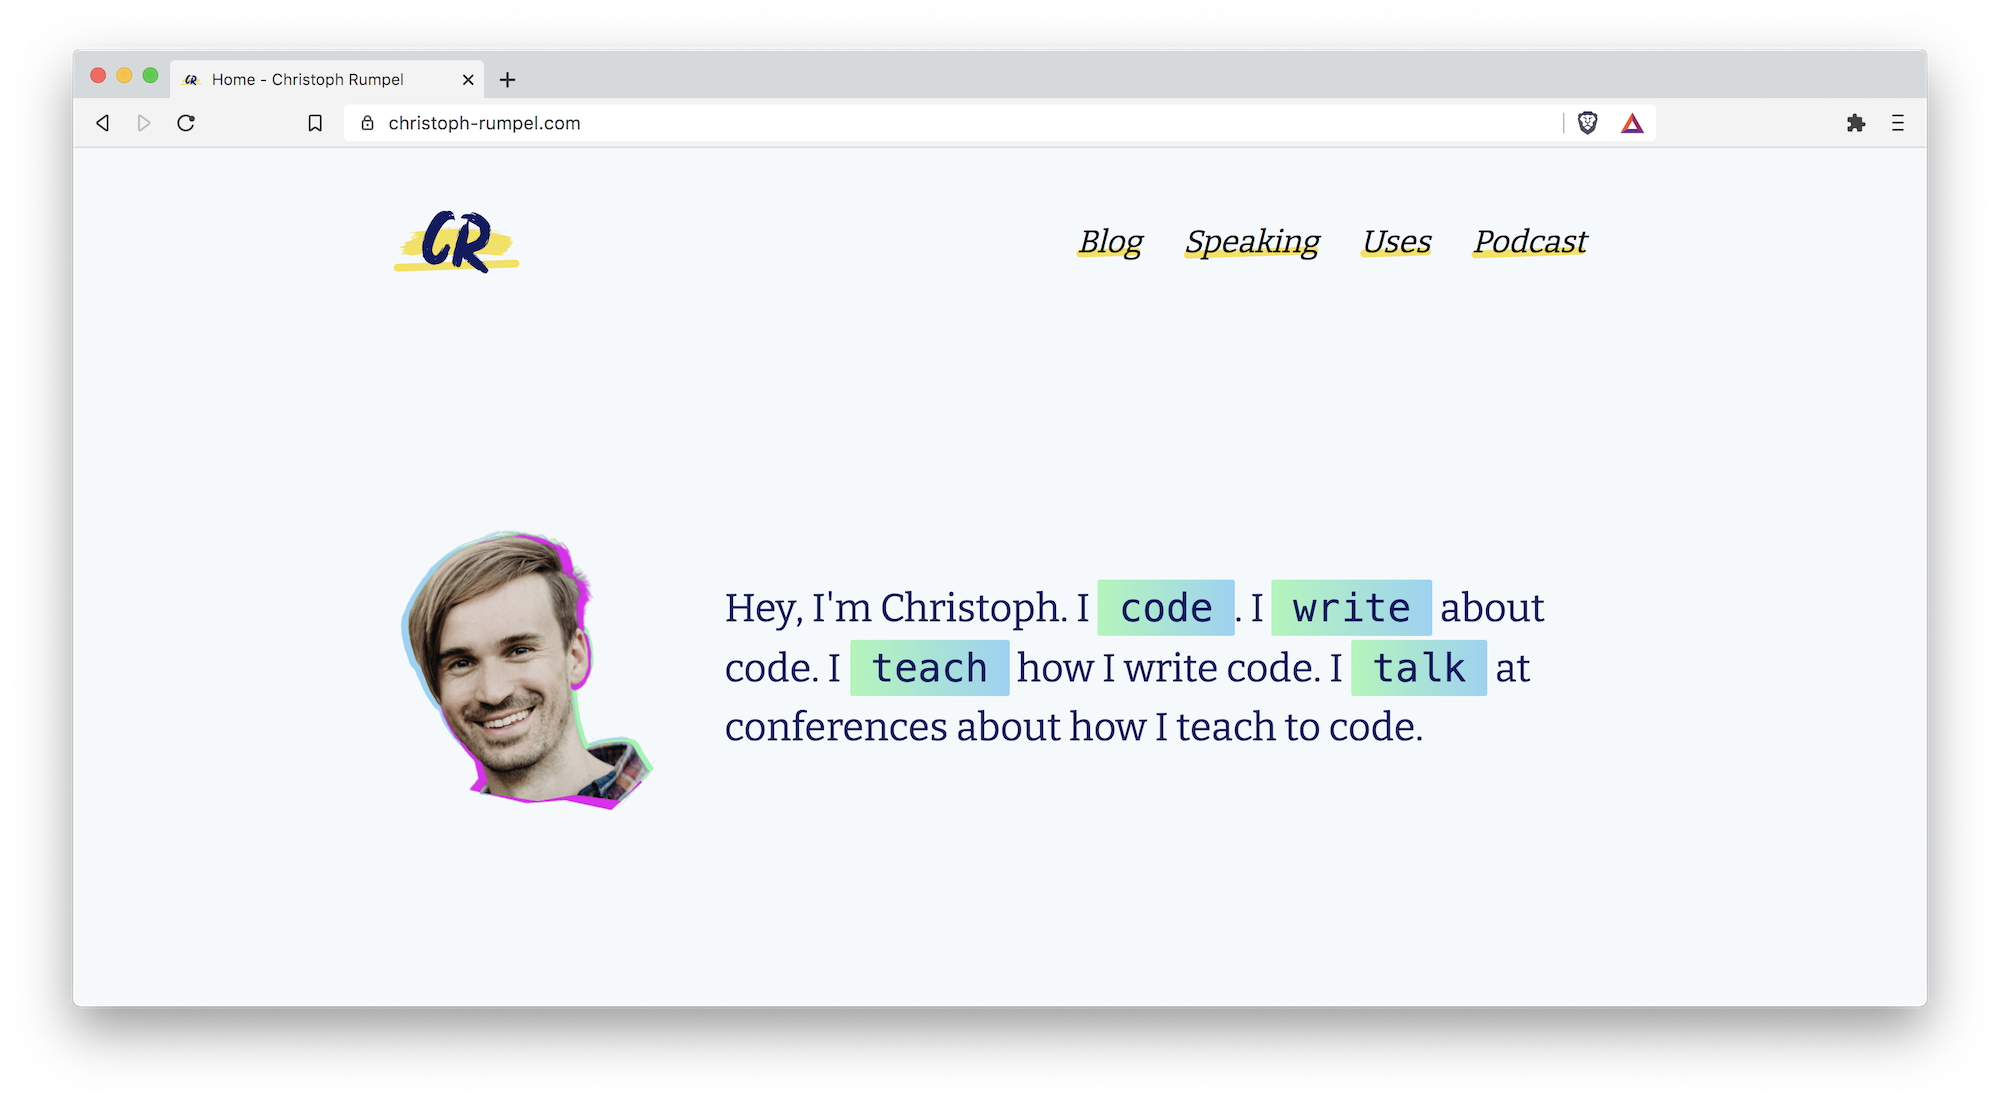 Home - Christoph Rumpel
christoph-rumpel.com
CR
Blog Speaking Uses Podcast
Hey, I'm Christoph. I code. I write about
code. I teach how I write code. I talk at
conferences about how I teach to code.